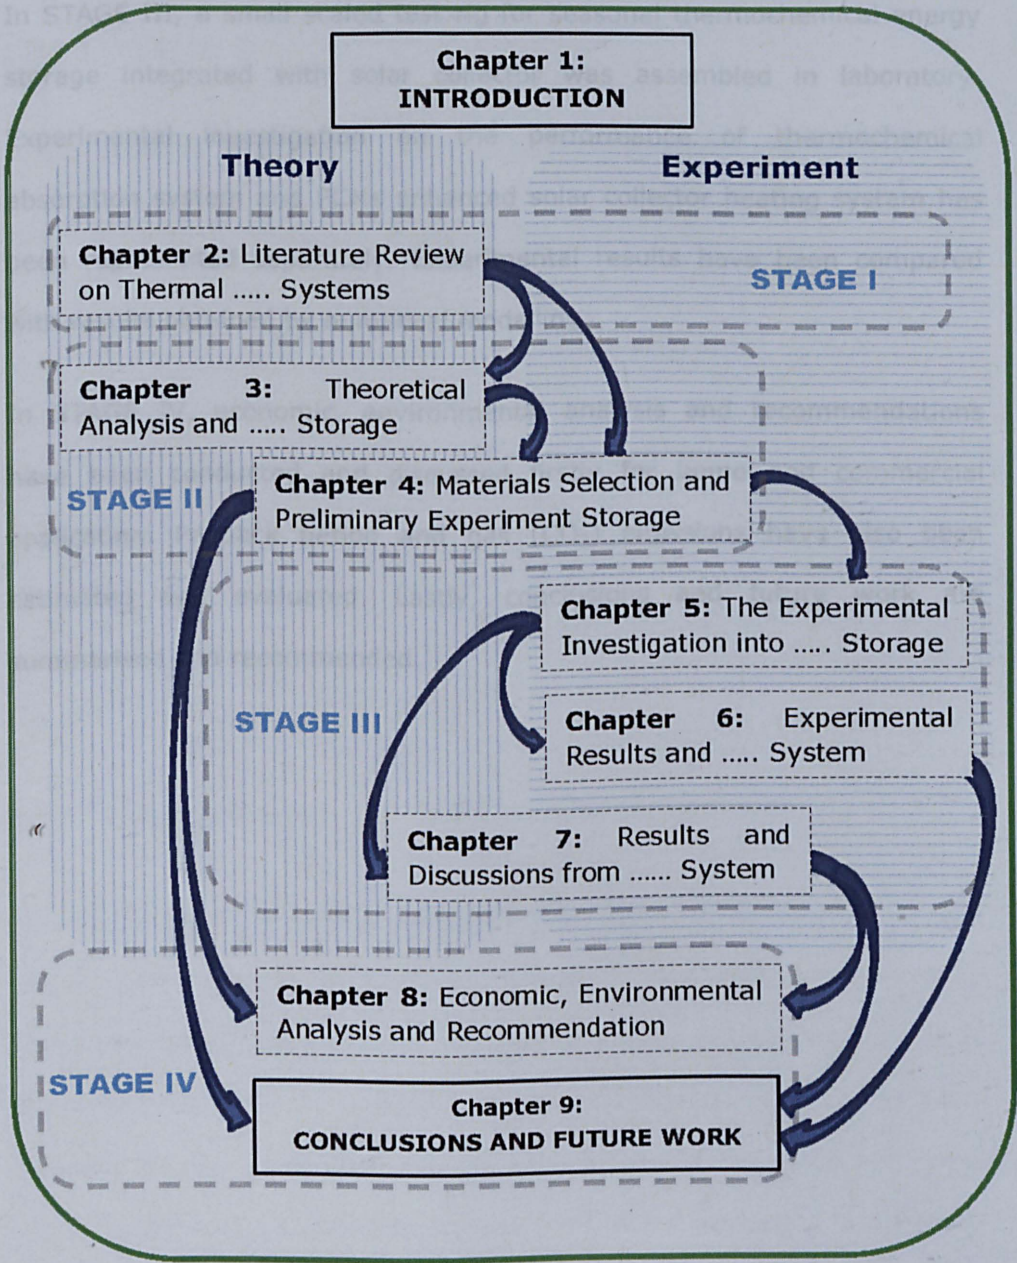 Chapter 1:
INTRODUCTION
Theory
Experiment
Chapter 2: Literature Review
on Thermal ..... Systems
STAGE I
Chapter 3: Theoretical
Analysis and ..... Storage
STAGE II
Chapter 4: Materials Selection and
Preliminary Experiment Storage
Chapter 5: The Experimental
Investigation into ..... Storage
STAGE III
Chapter 6: Experimental
Results and ..... System
Chapter 7: Results and
Discussions from ...... System
Chapter 8: Economic, Environmental
Analysis and Recommendation
STAGE IV
Chapter 9:
CONCLUSIONS AND FUTURE WORK